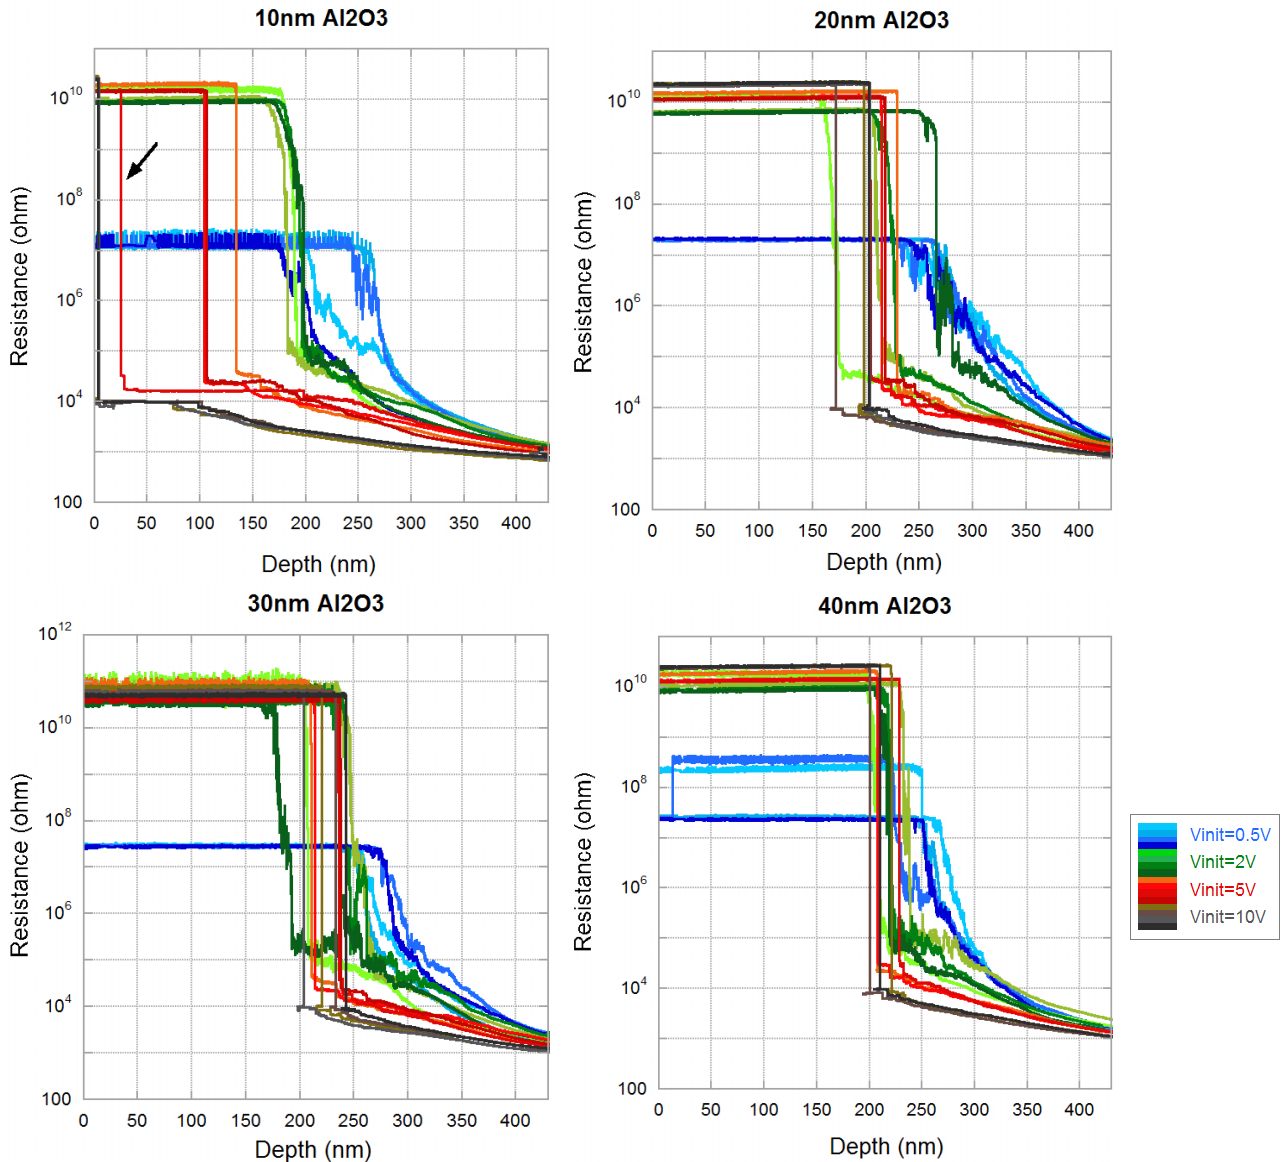 10nm Al2O3
10^10
10^8
10^6
10^4
100
0 50 100 150 200 250 300 350 400
Resistance (ohm)
Depth (nm)
20nm Al2O3
10^10
10^8
10^6
10^4
100
0 50 100 150 200 250 300 350 400
Resistance (ohm)
Depth (nm)
30nm Al2O3
10^12
10^10
10^8
10^6
10^4
100
0 50 100 150 200 250 300 350 400
Resistance (ohm)
Depth (nm)
40nm Al2O3
10^10
10^8
10^6
10^4
100
0 50 100 150 200 250 300 350 400
Resistance (ohm)
Depth (nm)
Vinit=0.5V
Vinit=2V
Vinit=5V
Vinit=10V